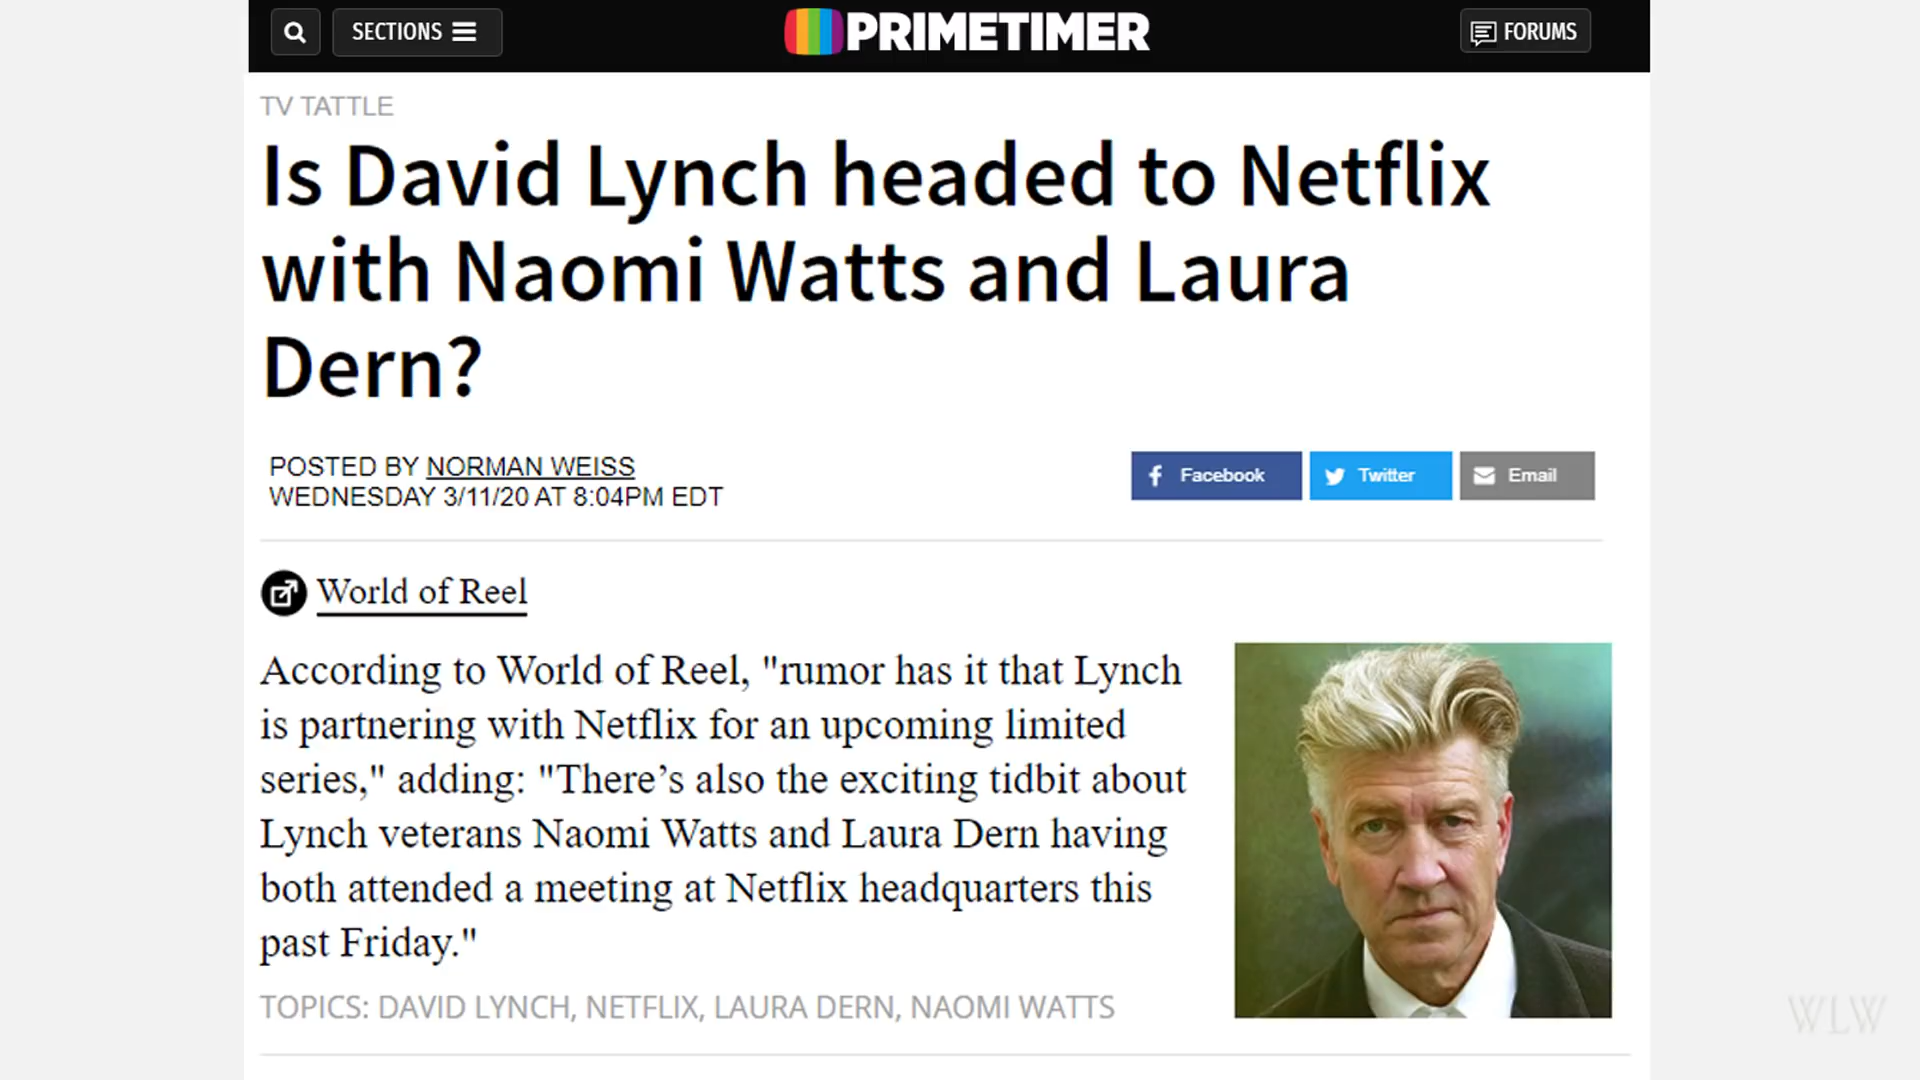 SECTIONS
PRIMETIMER
FORUMS
TV TATTLE
Is David Lynch headed to Netflix
with Naomi Watts and Laura
Dern?
POSTED BY NORMAN WEISS
WEDNESDAY 3/11/20 AT 8:04PM EDT
Facebook
Twitter
Email
World of Reel
According to World of Reel, "rumor has it that Lynch
is partnering with Netflix for an upcoming limited
series," adding: "There’s also the exciting tidbit about
Lynch veterans Naomi Watts and Laura Dern having
both attended a meeting at Netflix headquarters this
past Friday."
TOPICS: DAVID LYNCH, NETFLIX, LAURA DERN, NAOMI WATTS
WLW